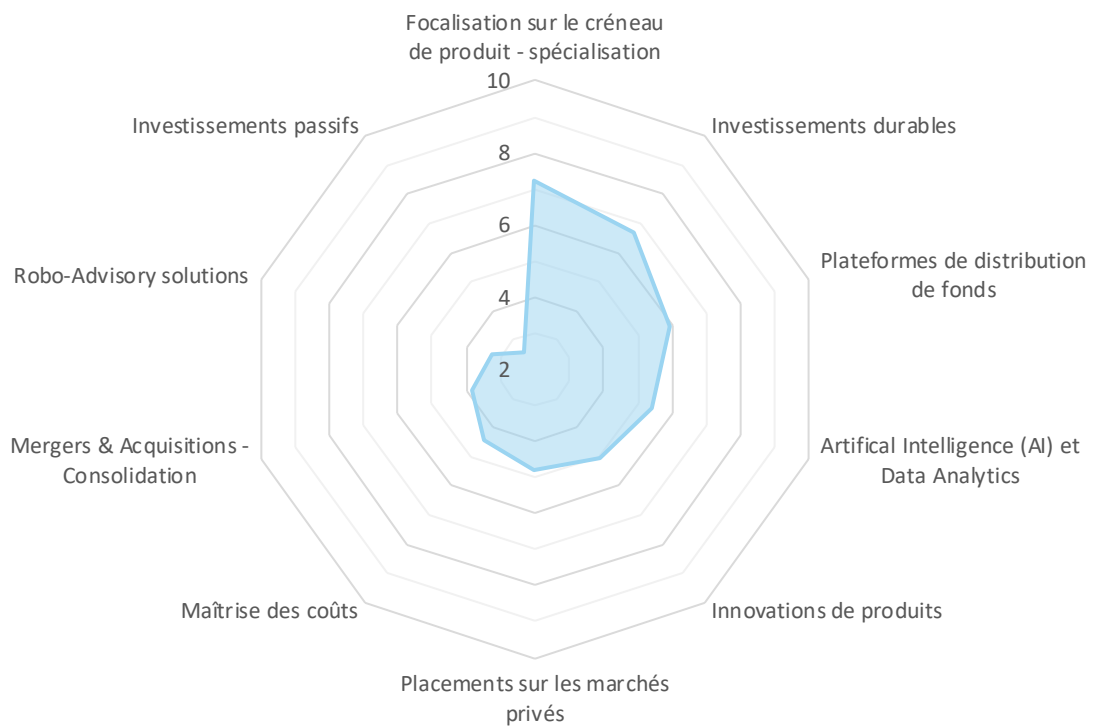 Focalisation sur le créneau
de produit - spécialisation
10
Investissements passifs
Investissements durables
8
6
Robo-Advisory solutions
Plateformes de distribution
de fonds
4
2
Mergers & Acquisitions -
Consolidation
Artifical Intelligence (AI) et
Data Analytics
Maîtrise des coûts
Innovations de produits
Placements sur les marchés
privés